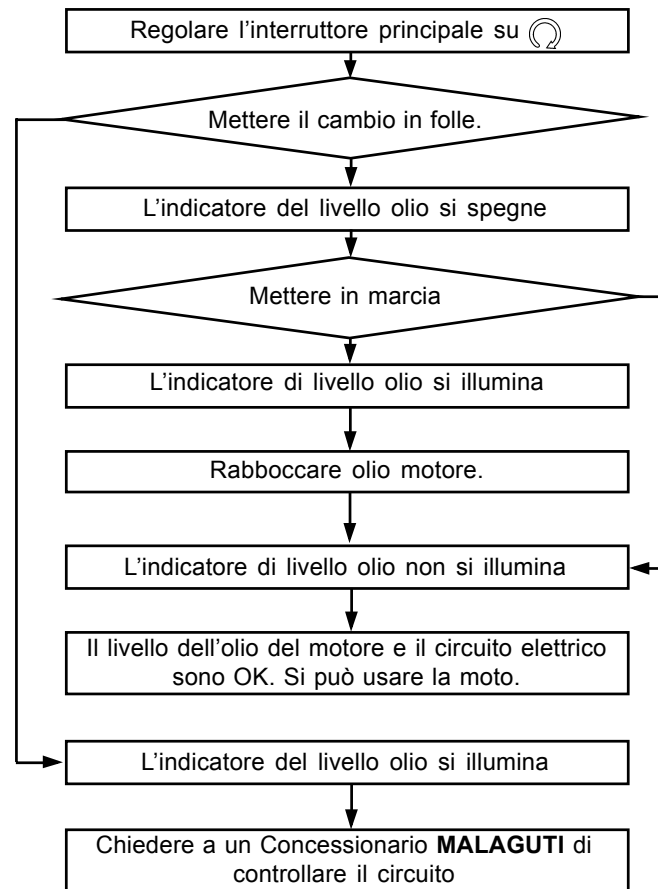 Regolare l'interruttore principale su
Mettere il cambio in folle.
L'indicatore del livello olio si spegne
Mettere in marcia
L'indicatore di livello olio si illumina
Rabboccare olio motore.
L'indicatore di livello olio non si illumina
Il livello dell'olio del motore e il circuito elettrico
sono OK. Si può usare la moto.
L'indicatore del livello olio si illumina
Chiedere a un Concessionario MALAGUTI di
controllare il circuito